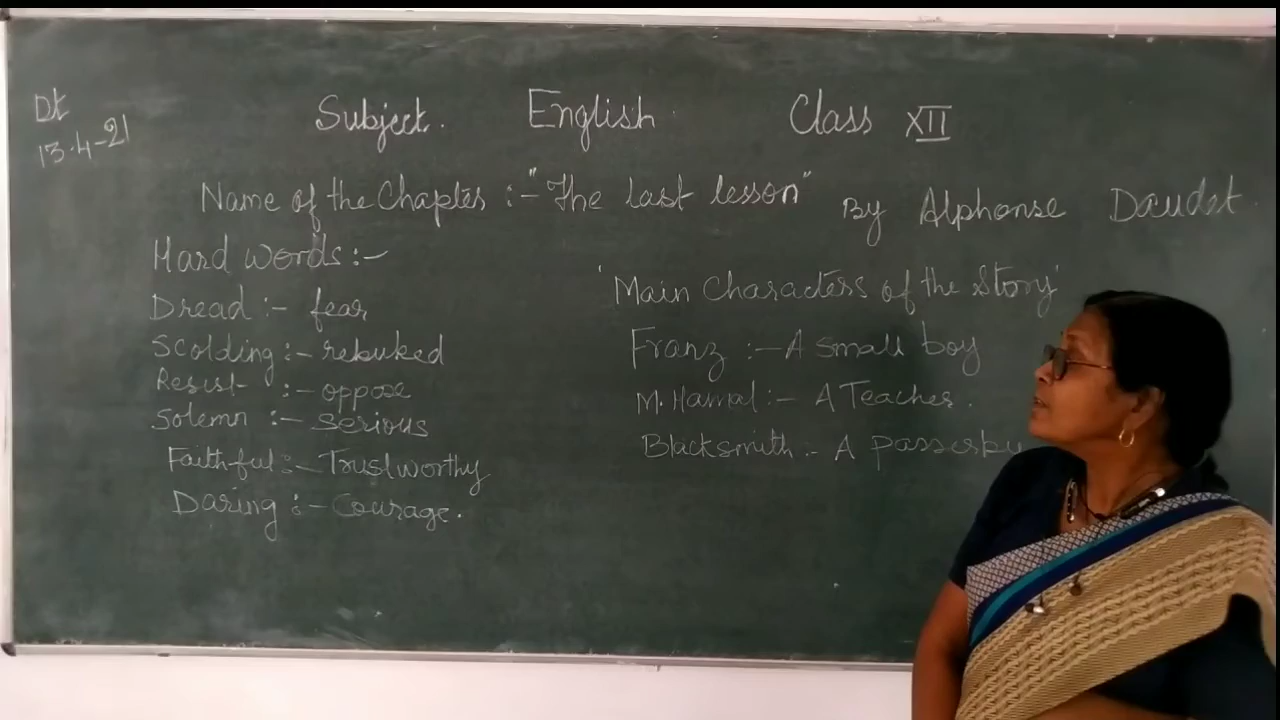 Dt
13.4-21
Subject. English. Class XII
Name of the Chapter :- "The last lesson" By Alphonse Daudet.
Hard words :-
Dread :- fear
Scolding :- rebuked
Resist :- oppose
Solemn :- serious
Faithful :- Trustworthy
Daring :- Courage.
'Main Characters of the Story'
Franz :- A small boy
M. Hamal :- A Teacher.
Blacksmith :- A passerby